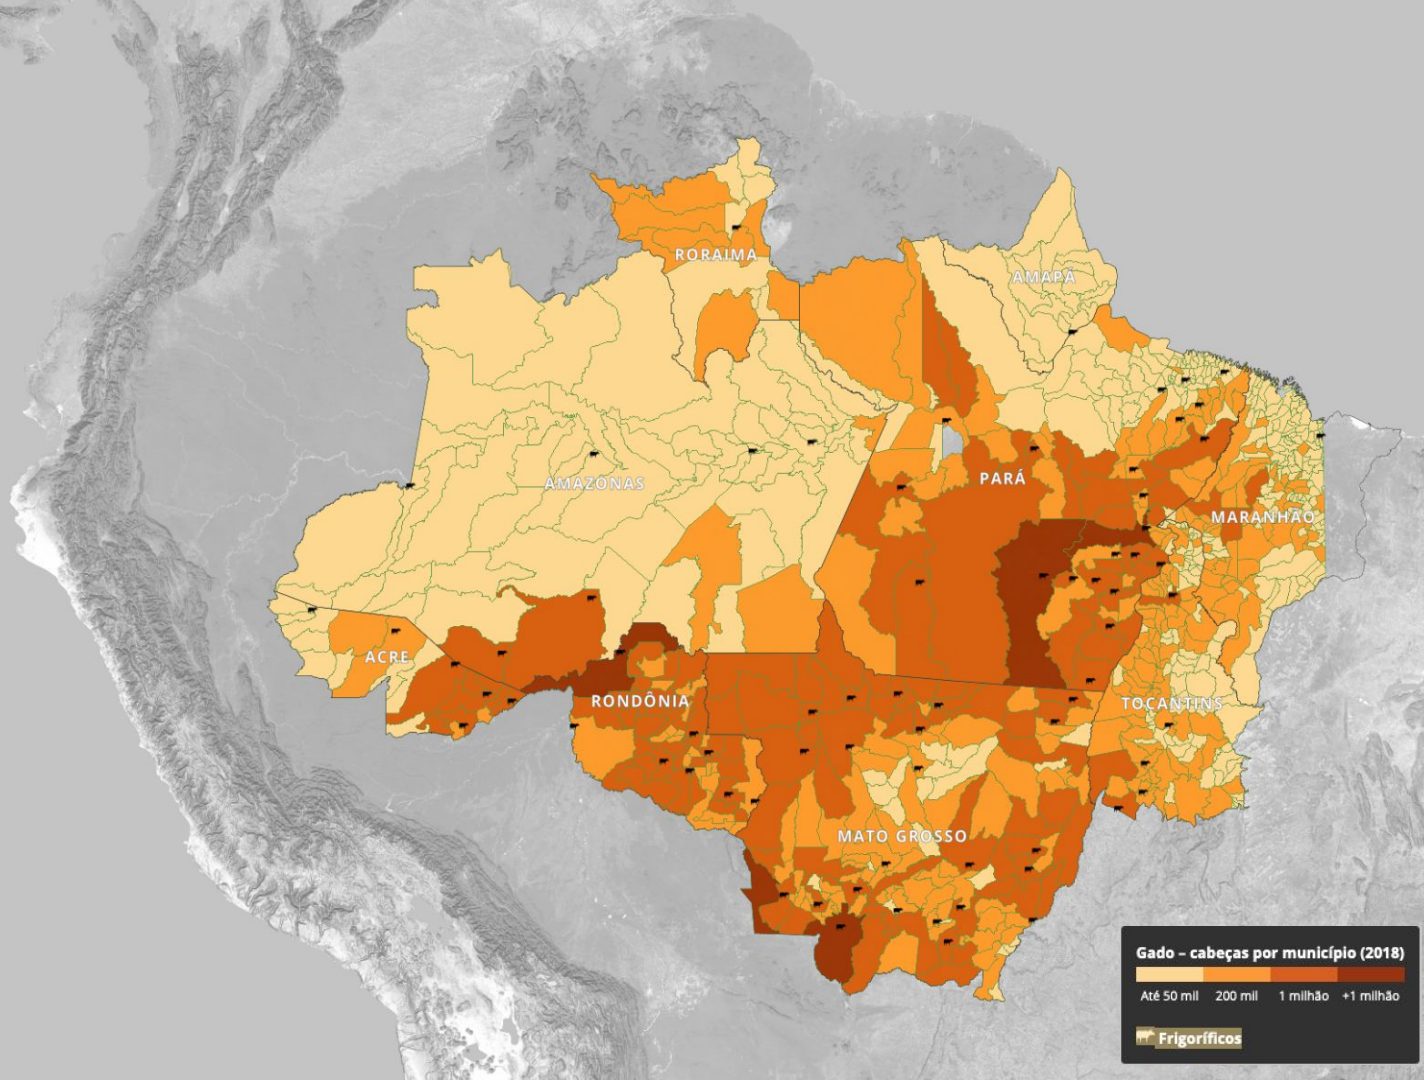 RORAIMA
AMAPÁ
AMAZONAS
PARÁ
MARANHÃO
ACRE
RONDÔNIA
TOCANTINS
MATO GROSSO
Gado – cabeças por município (2018)
Até 50 mil 200 mil 1 milhão +1 milhão
Frigoríficos